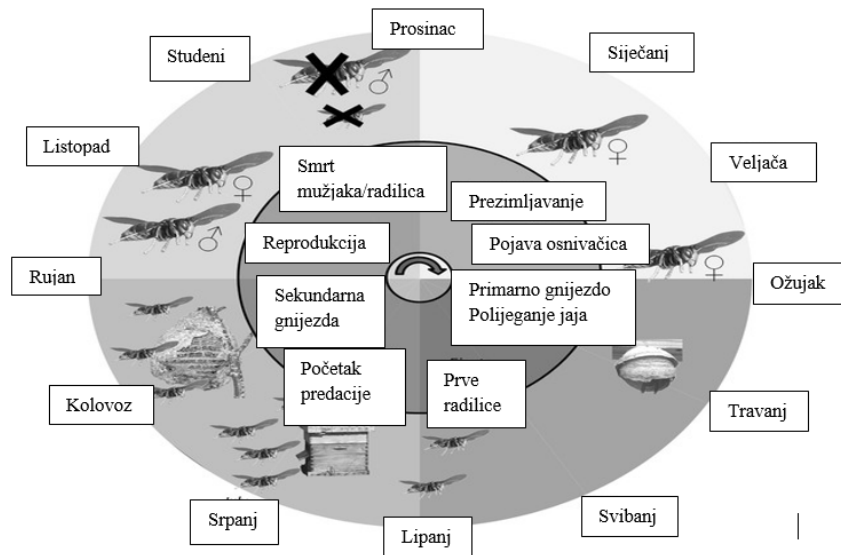 Prosinac
Studeni
Siječanj
♂
Listopad
Veljača
♀
Smrt
mužjaka/radilica
Prezimljavanje
♀
♂
Reprodukcija
Pojava osnivačica
♀
Rujan
Ožujak
Sekundarna
gnijezda
Primarno gnijezdo
Polijeganje jaja
Početak
predacije
Prve
radilice
Kolovoz
Travanj
Srpanj
Lipanj
Svibanj